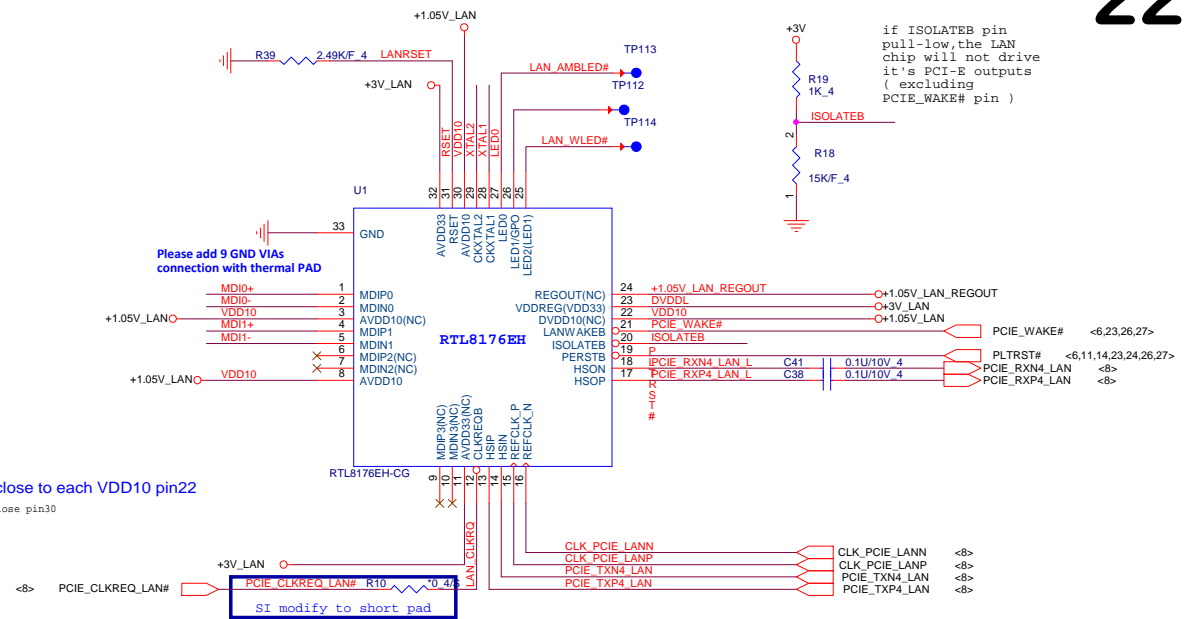 22
+1.05V_LAN
R39 2.49K/F_4 LANRSET
+3V_LAN
LAN_AMBLED#
TP113
TP112
TP114
LAN_WLED#
RSET
VDD10
XTAL2
XTAL1
LED0
+3V
R19
1K_4
ISOLATEB
2
R18
15K/F_4
1
if ISOLATEB pin
pull-low,the LAN
chip will not drive
it's PCI-E outputs
( excluding
PCIE_WAKE# pin )
U1
32 31 30 29 28 27 26 25
AVDD33
RSET
AVDD10
CKXTAL2
CKXTAL1
LED0
LED1/GPO
LED2(LED1)
33 GND
Please add 9 GND VIAs
connection with thermal PAD
MDI0+ 1 MDIP0
MDI0- 2 MDIN0
+1.05V_LAN VDD10 3 AVDD10(NC)
MDI1+ 4 MDIP1
MDI1- 5 MDIN1
6 MDIP2(NC)
7 MDIN2(NC)
+1.05V_LAN VDD10 8 AVDD10
RTL8176EH
REGOUT(NC) 24 +1.05V_LAN_REGOUT +1.05V_LAN_REGOUT
VDDREG(VDD33) 23 DVDDL +3V_LAN
DVDD10(NC) 22 VDD10 +1.05V_LAN
LANWAKEB 21 PCIE_WAKE# PCIE_WAKE# <6,23,26,27>
ISOLATEB 20 ISOLATEB
PERSTB 19 PLTRST# PLTRST# <6,11,14,23,24,26,27>
HSON 18 PCIE_RXN4_LAN_L C41 0.1U/10V_4 PCIE_RXN4_LAN <8>
HSOP 17 PCIE_RXP4_LAN_L C38 0.1U/10V_4 PCIE_RXP4_LAN <8>
MDIP3(NC)
MDIN3(NC)
AVDD33(NC)
CLKREQB
HSIP
HSIN
REFCLK_P
REFCLK_N
RTL8176EH-CG
9 10 11 12 13 14 15 16
close to each VDD10 pin22
lose pin30
LAN_CLKRQ
CLK_PCIE_LANN CLK_PCIE_LANN <8>
CLK_PCIE_LANP CLK_PCIE_LANP <8>
PCIE_TXN4_LAN PCIE_TXN4_LAN <8>
PCIE_TXP4_LAN PCIE_TXP4_LAN <8>
+3V_LAN
<8> PCIE_CLKREQ_LAN# PCIE_CLKREQ_LAN# R10 *0_4/S
SI modify to short pad